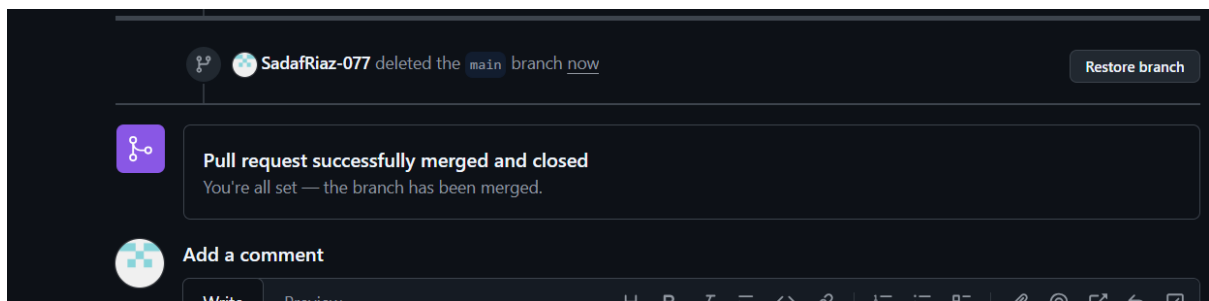 SadafRiaz-077 deleted the main branch now
Restore branch
Pull request successfully merged and closed
You're all set — the branch has been merged.
Add a comment
Write Preview